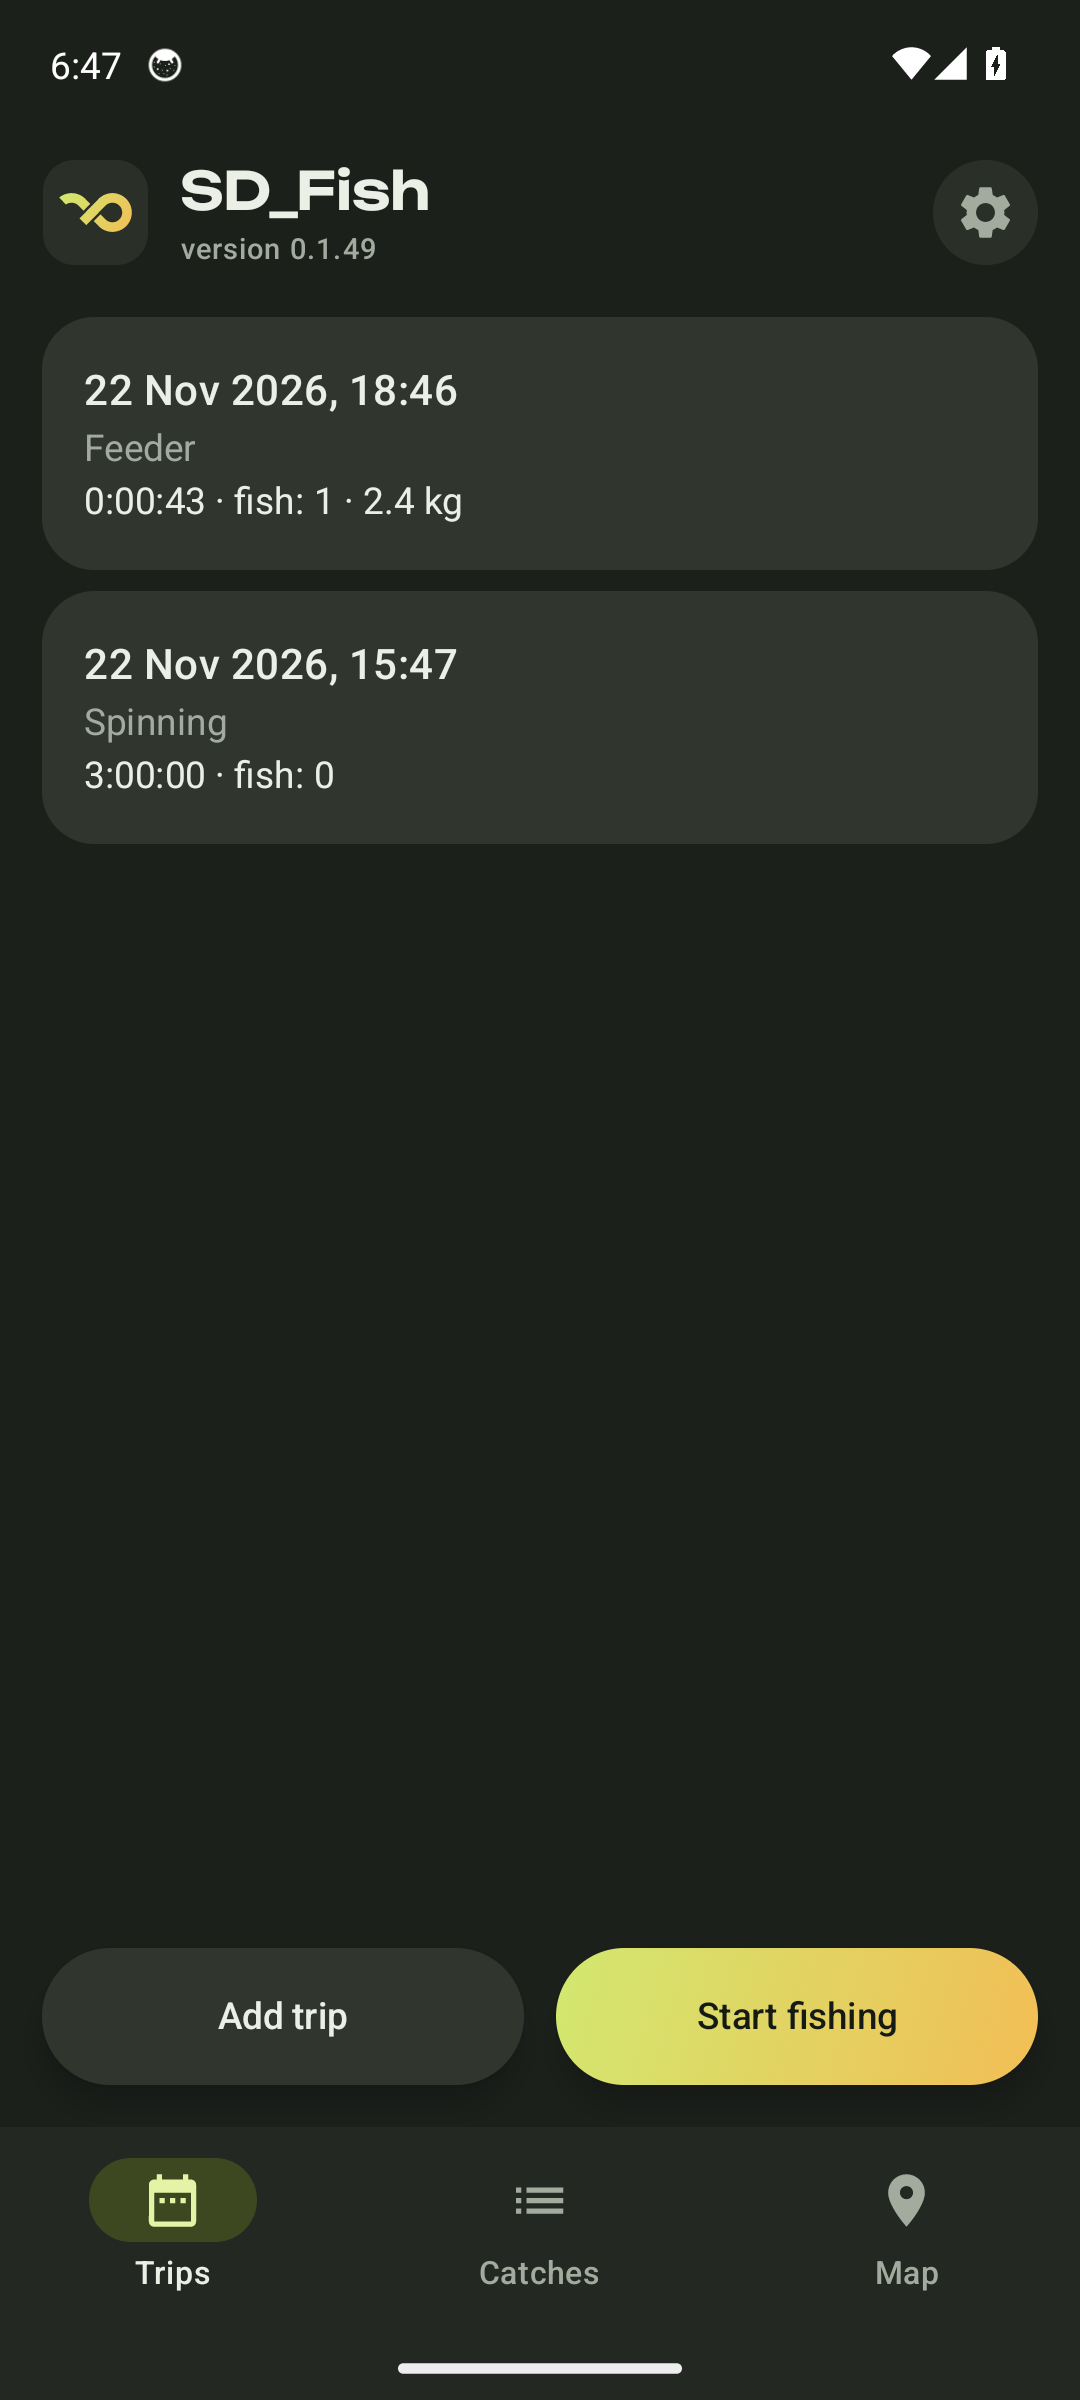 6:47
SD_Fish
version 0.1.49
22 Nov 2026, 18:46
Feeder
0:00:43 · fish: 1 · 2.4 kg
22 Nov 2026, 15:47
Spinning
3:00:00 · fish: 0
Add trip
Start fishing
Trips
Catches
Map